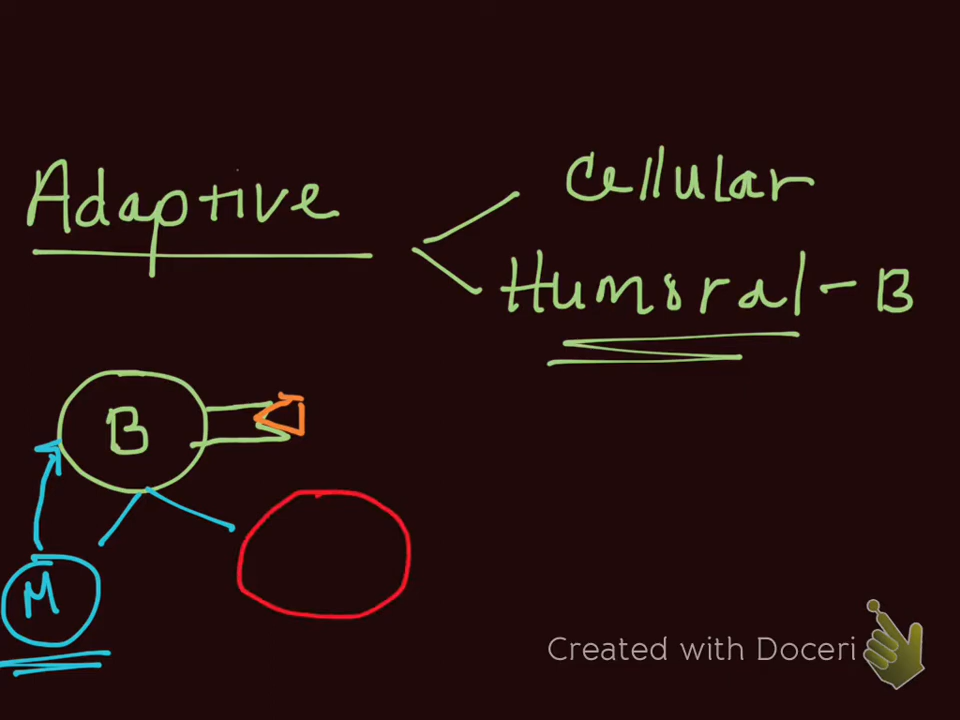 Adaptive
Cellular
Humoral - B
B
M
Created with Doceri